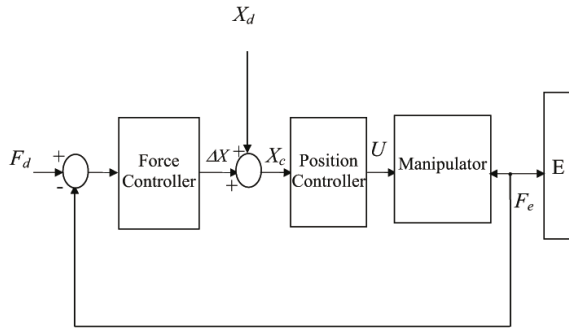 X_d
F_d
+
-
Force
Controller
ΔX
+
+
X_c
Position
Controller
U
Manipulator
F_e
E